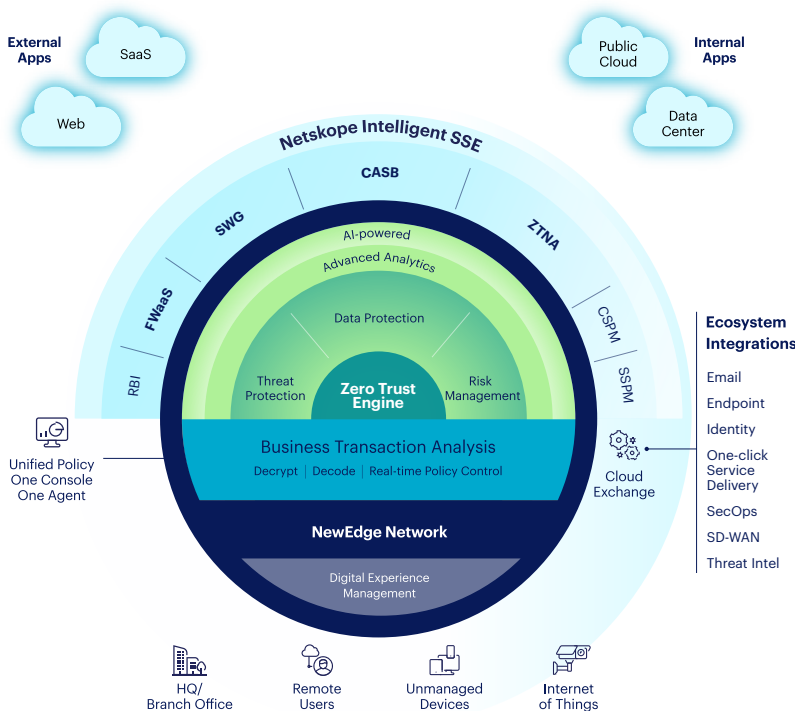 External
Apps
SaaS
Web
Public
Cloud
Internal
Apps
Data
Center
Netskope Intelligent SSE
RBI
FWaaS
SWG
CASB
ZTNA
CSPM
SSPM
AI-powered
Advanced Analytics
Data Protection
Threat
Protection
Risk
Management
Zero Trust
Engine
Business Transaction Analysis
Decrypt | Decode | Real-time Policy Control
NewEdge Network
Digital Experience
Management
Unified Policy
One Console
One Agent
Cloud
Exchange
Ecosystem
Integrations
Email
Endpoint
Identity
One-click
Service
Delivery
SecOps
SD-WAN
Threat Intel
HQ/
Branch Office
Remote
Users
Unmanaged
Devices
Internet
of Things